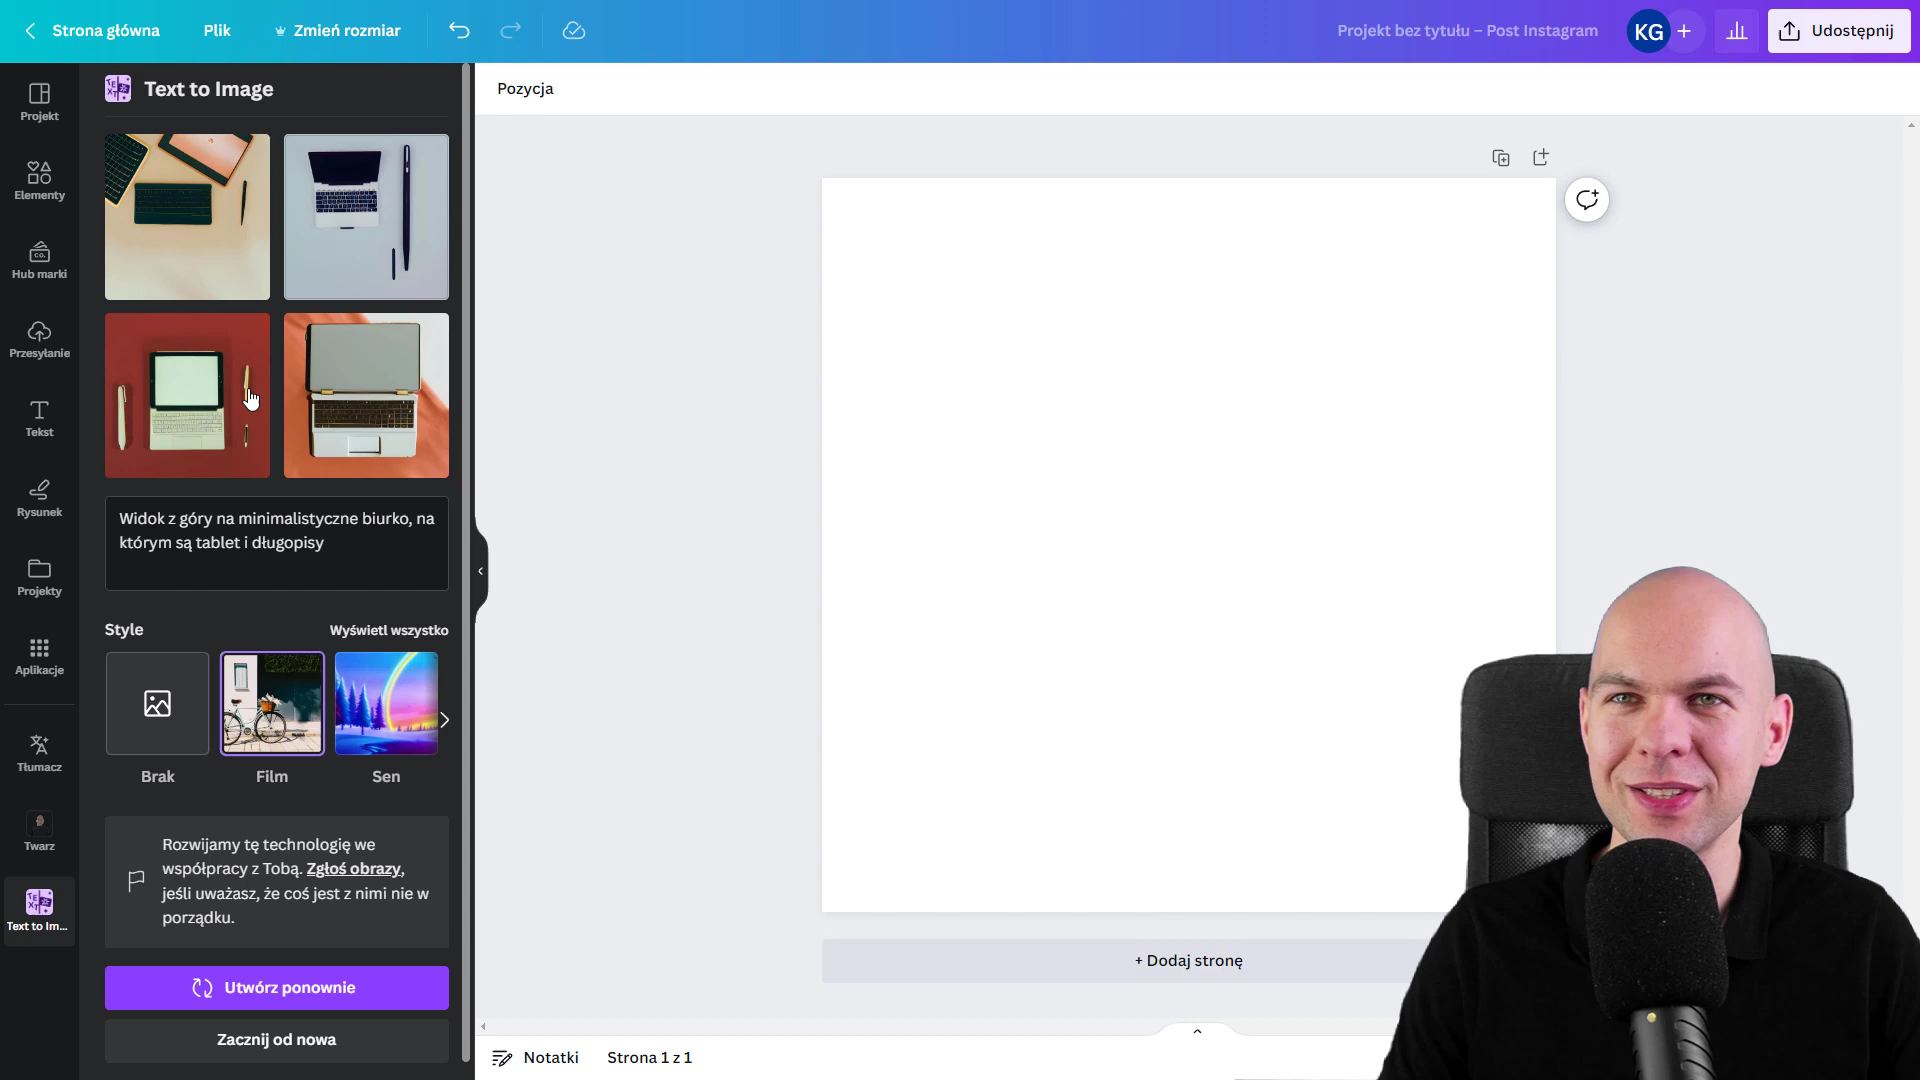 Strona główna
Plik
Zmień rozmiar
Projekt bez tytułu – Post Instagram
KG
Udostępnij
Projekt
Elementy
Hub marki
CO.
Przesyłanie
Tekst
Rysunek
Projekty
Aplikacje
Tłumacz
Twarz
Text to Im...
Text to Image
Widok z góry na minimalistyczne biurko, na
którym są tablet i długopisy
Style
Wyświetl wszystko
Brak
Film
Sen
Rozwijamy tę technologię we
współpracy z Tobą. Zgłoś obrazy,
jeśli uważasz, że coś jest z nimi nie w
porządku.
Utwórz ponownie
Zacznij od nowa
Pozycja
+ Dodaj stronę
Notatki
Strona 1 z 1